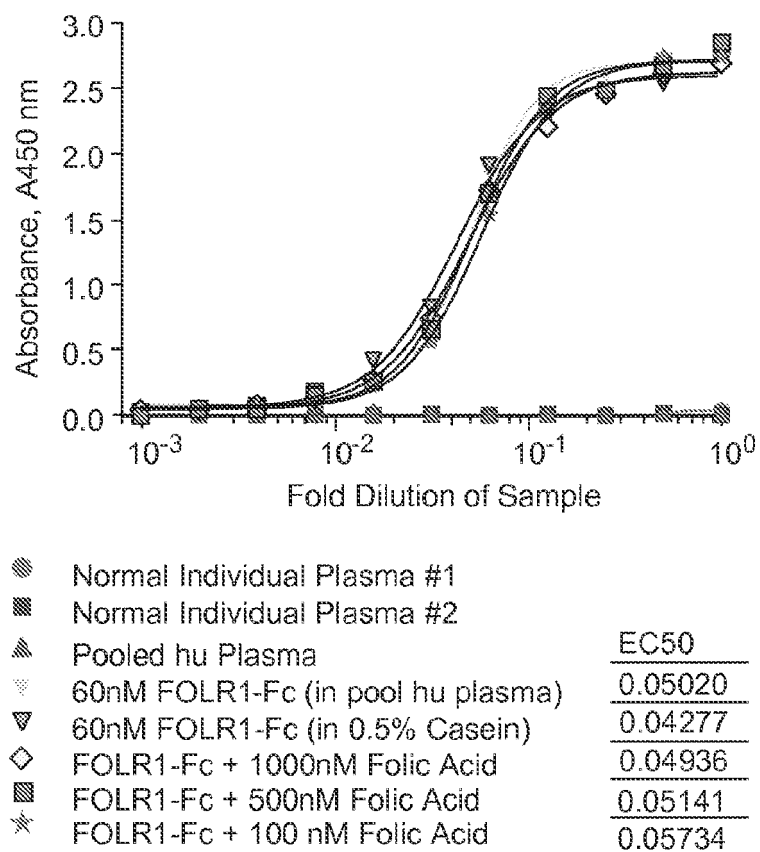 3.0
2.5
2.0
1.5
1.0
0.5
0.0
Absorbance, A450 nm
10-3 10-2 10-1 100
Fold Dilution of Sample
Normal Individual Plasma #1
Normal Individual Plasma #2
Pooled hu Plasma EC50
60nM FOLR1-Fc (in pool hu plasma) 0.05020
60nM FOLR1-Fc (in 0.5% Casein) 0.04277
FOLR1-Fc + 1000nM Folic Acid 0.04936
FOLR1-Fc + 500nM Folic Acid 0.05141
FOLR1-Fc + 100 nM Folic Acid 0.05734